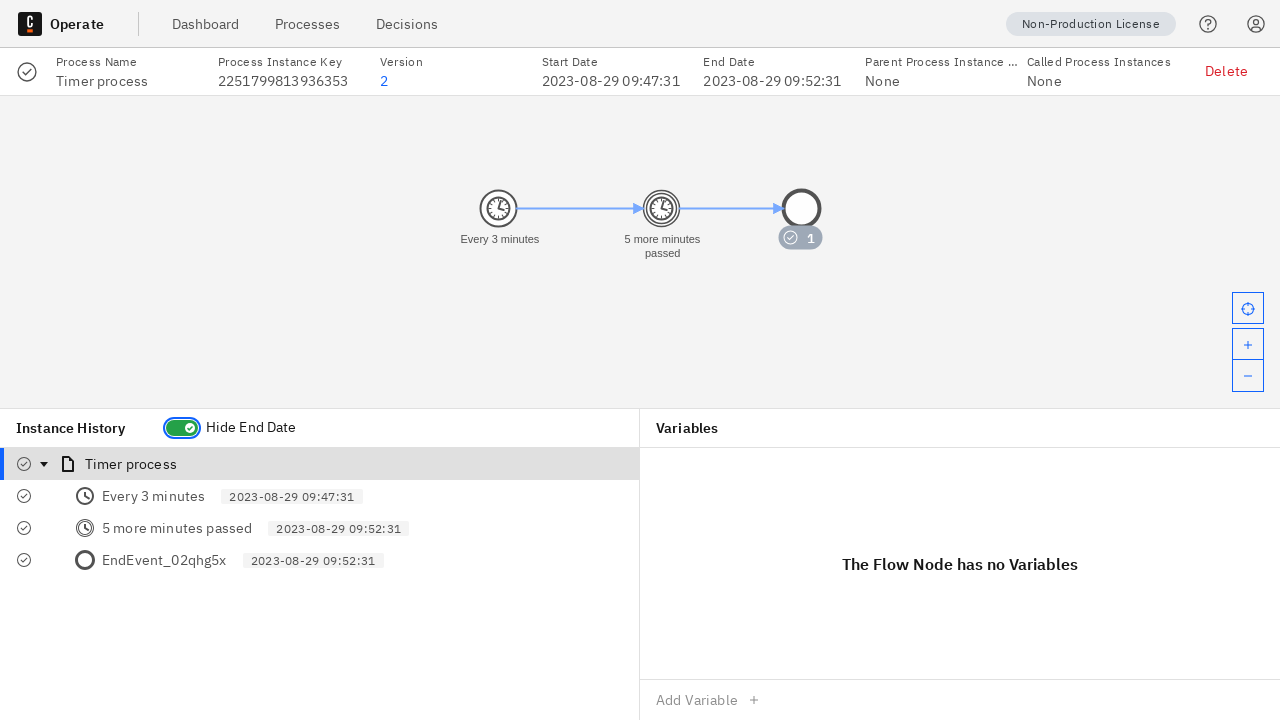 Operate
Dashboard
Processes
Decisions
Non-Production License
Process Name
Timer process
Process Instance Key
2251799813936353
Version
2
Start Date
2023-08-29 09:47:31
End Date
2023-08-29 09:52:31
Parent Process Instance ...
None
Called Process Instances
None
Delete
Every 3 minutes
5 more minutes
passed
1
Instance History
Hide End Date
Timer process
Every 3 minutes 2023-08-29 09:47:31
5 more minutes passed 2023-08-29 09:52:31
EndEvent_02qhg5x 2023-08-29 09:52:31
Variables
The Flow Node has no Variables
Add Variable +